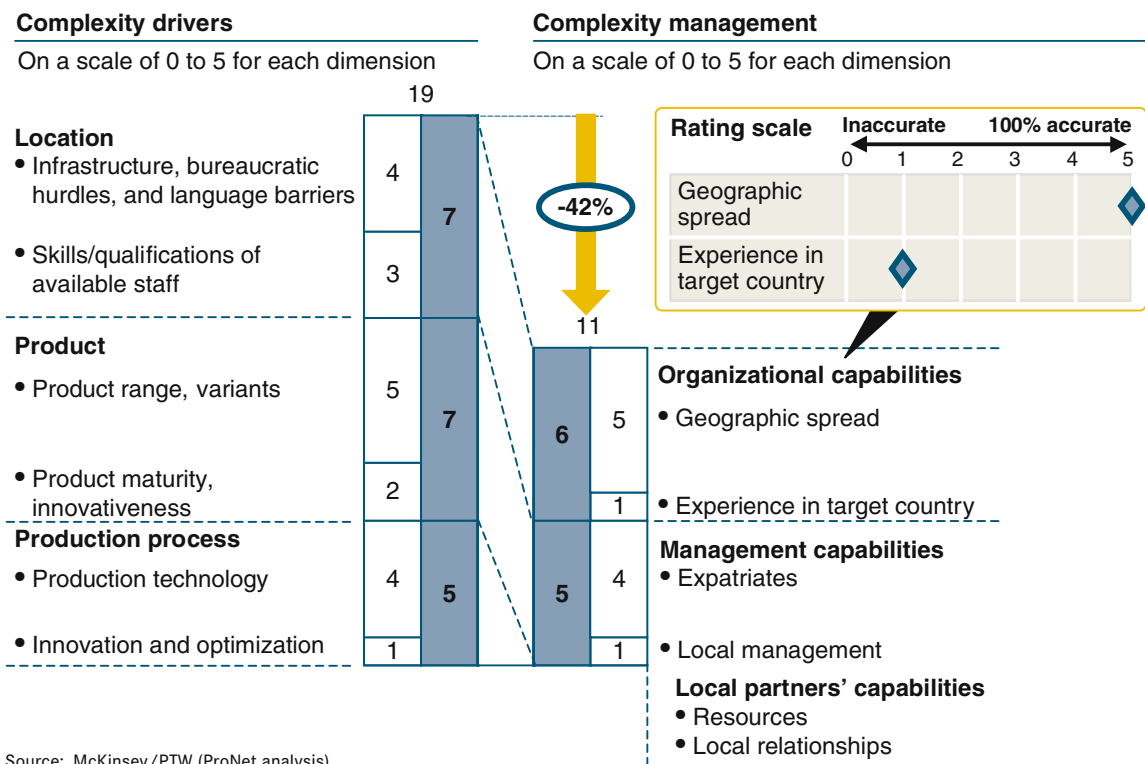 Complexity drivers
On a scale of 0 to 5 for each dimension
19
Location
• Infrastructure, bureaucratic
hurdles, and language barriers
4
7
• Skills/qualifications of
available staff
3
Product
• Product range, variants
5
7
• Product maturity,
innovativeness
2
Production process
• Production technology
4
5
• Innovation and optimization
1
Complexity management
On a scale of 0 to 5 for each dimension
-42%
11
Rating scale
Inaccurate
100% accurate
0 1 2 3 4 5
Geographic
spread
Experience in
target country
6
5
Organizational capabilities
• Geographic spread
1
• Experience in target country
5
4
Management capabilities
• Expatriates
1
• Local management
Local partners’ capabilities
• Resources
• Local relationships
Source: McKinsey/PTW (ProNet analysis)